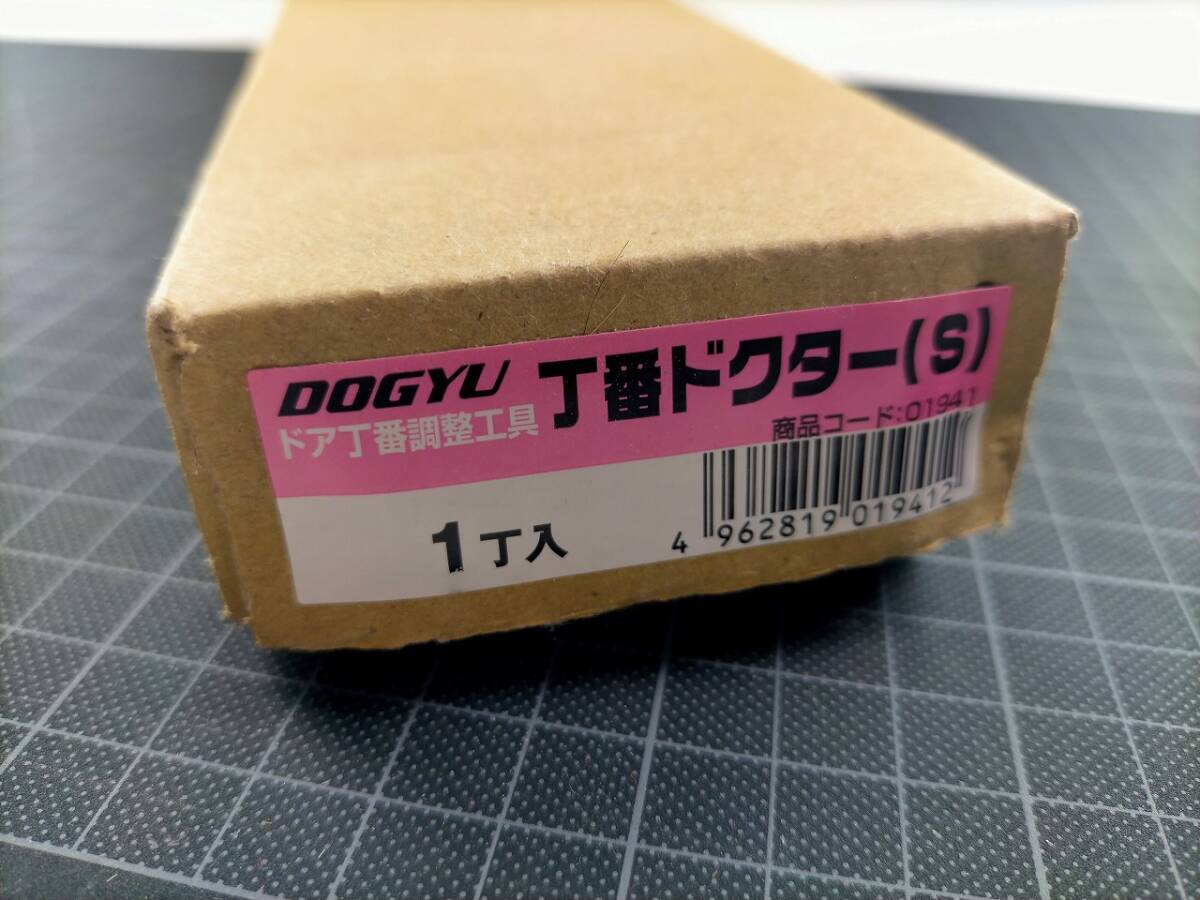 DOGYU 丁番ドクター(S)
ドア丁番調整工具
商品コード:01941
1丁入
4 962819 019412